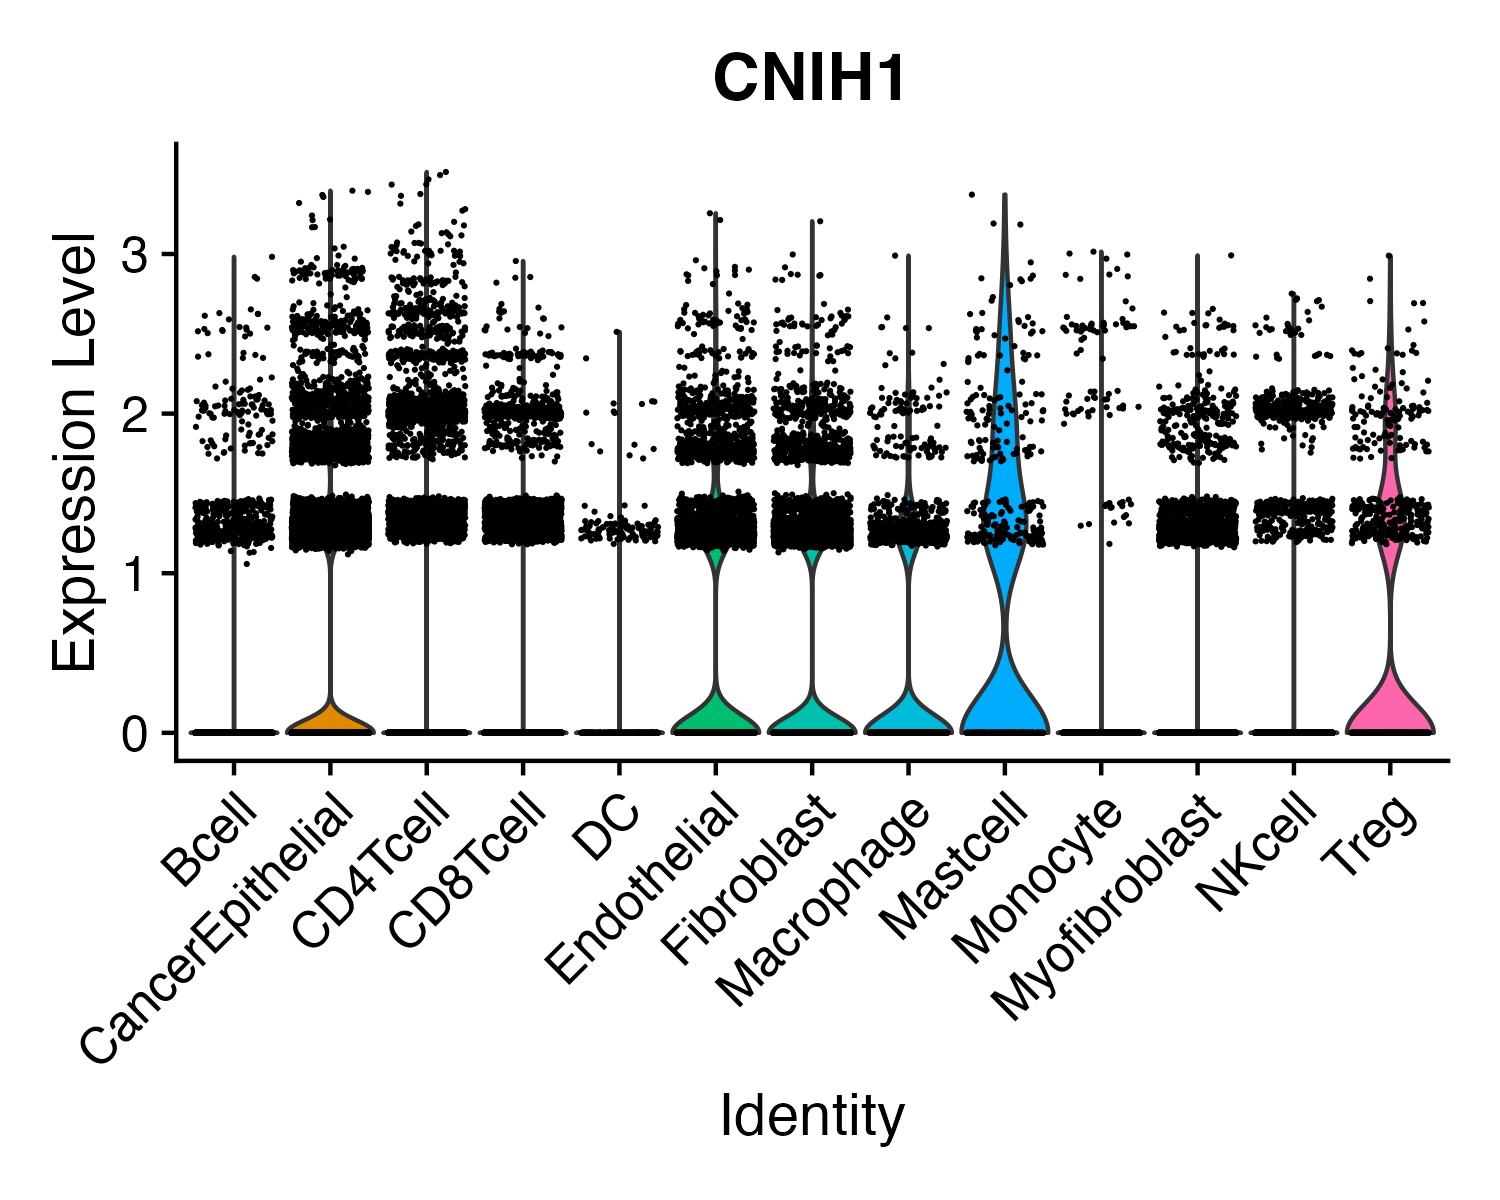 CNIH1
Expression Level
3
2
1
0
Bcell
CancerEpithelial
CD4Tcell
CD8Tcell
DC
Endothelial
Fibroblast
Macrophage
Mastcell
Monocyte
Myofibroblast
NKcell
Treg
Identity